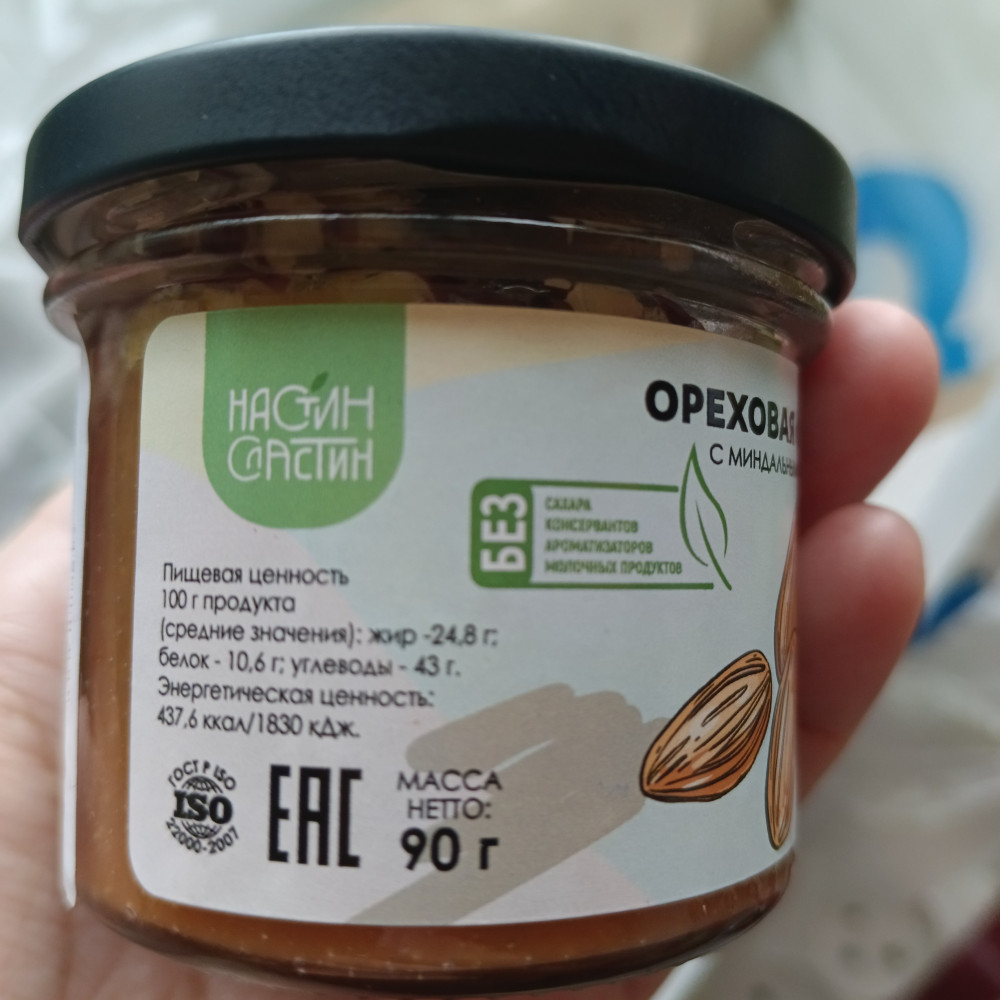 НАСТИН
СЛАСТИН
ОРЕХОВАЯ
С МИНДАЛЬН
БЕЗ
САХАРА
КОНСЕРВАНТОВ
АРОМАТИЗАТОРОВ
МОЛОЧНЫХ ПРОДУКТОВ
Пищевая ценность
100 г продукта
(средние значения): жир -24,8 г;
белок - 10,6 г; углеводы - 43 г.
Энергетическая ценность:
437,6 ккал/1830 кДж.
ГОСТ Р ISO
ISO
22000-2007
ЕАС
МАССА
НЕТТО:
90 г